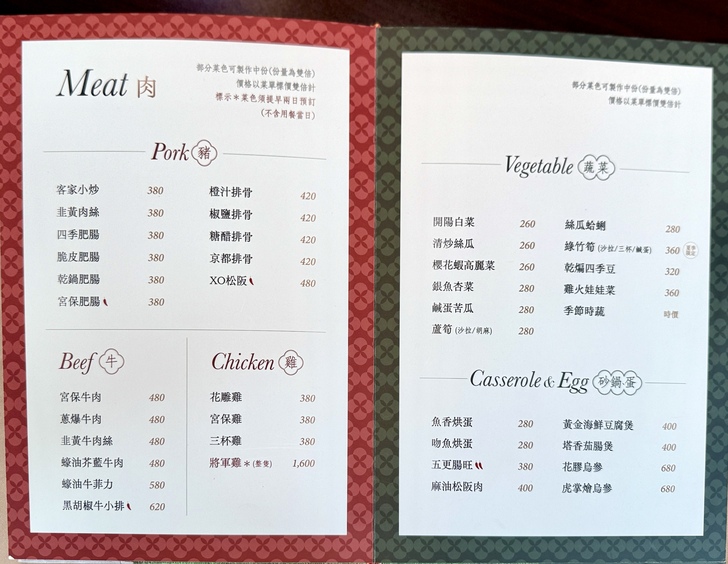 Meat 肉
部分菜色可製作中份(份量為雙倍)
價格以菜單標價雙倍計
標示＊菜色須提早兩日預訂
(不含用餐當日)
Pork 豬
客家小炒 380
韭黃肉絲 380
四季肥腸 380
脆皮肥腸 380
乾鍋肥腸 380
宮保肥腸 380
橙汁排骨 420
椒鹽排骨 420
糖醋排骨 420
京都排骨 420
XO松阪 480
Beef 牛
宮保牛肉 480
蔥爆牛肉 480
韭黃牛肉絲 480
蠔油芥藍牛肉 480
蠔油牛菲力 580
黑胡椒牛小排 620
Chicken 雞
花雕雞 380
宮保雞 380
三杯雞 380
將軍雞＊(整隻) 1,600
部分菜色可製作中份(份量為雙倍)
價格以菜單標價雙倍計
Vegetable 蔬菜
開陽白菜 260
清炒絲瓜 260
櫻花蝦高麗菜 260
銀魚杏菜 280
鹹蛋苦瓜 280
蘆筍 (沙拉/胡麻) 280
絲瓜蛤蜊 280
綠竹筍 (沙拉/三杯/鹹蛋) 360
乾煸四季豆 320
雞火娃娃菜 360
季節時蔬 時價
Casserole & Egg 砂鍋·蛋
魚香烘蛋 280
吻魚烘蛋 280
五更腸旺 380
麻油松阪肉 400
黃金海鮮豆腐煲 400
塔香茄腸煲 400
花膠烏參 680
虎掌燴烏參 680